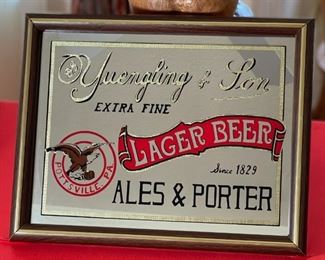 D.G. Yuengling & Son
EXTRA FINE
LAGER BEER
Since 1829
POTTSVILLE, PA
ALES & PORTER